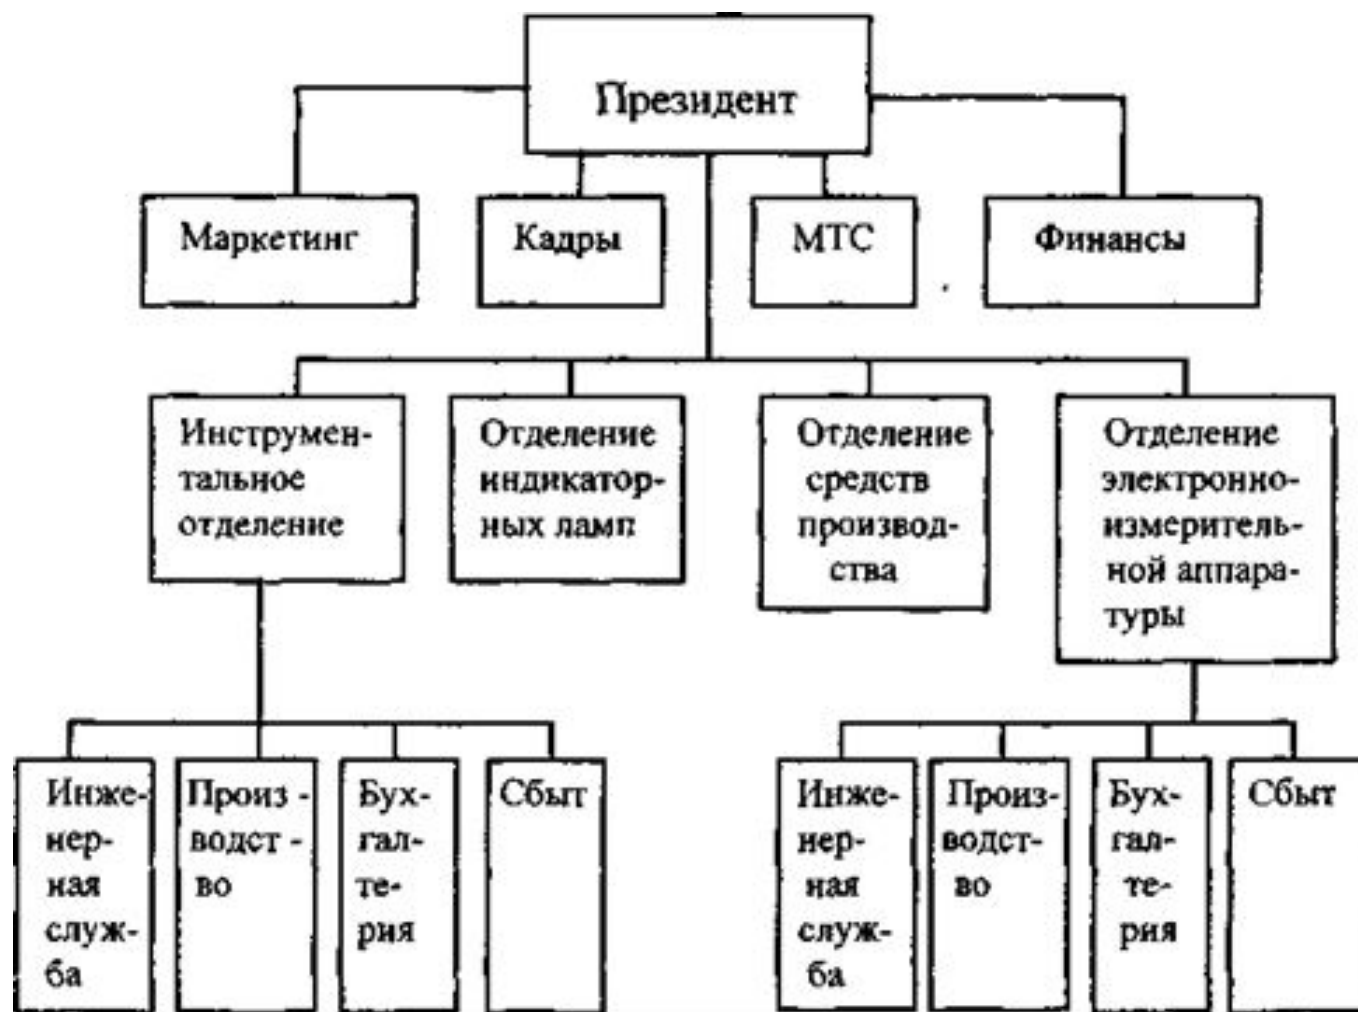 Президент
Маркетинг
Кадры
МТС
Финансы
Инструмен-
тальное
отделение
Отделение
индикатор-
ных ламп
Отделение
средств
производ-
ства
Отделение
электронно-
измеритель-
ной аппара-
туры
Инже-
нер-
ная
служ-
ба
Произ -
водст -
во
Бух-
гал-
те-
рия
Сбыт
Инже-
нер-
ная
служ-
ба
Произ-
водст-
во
Бух-
гал-
те-
рия
Сбыт